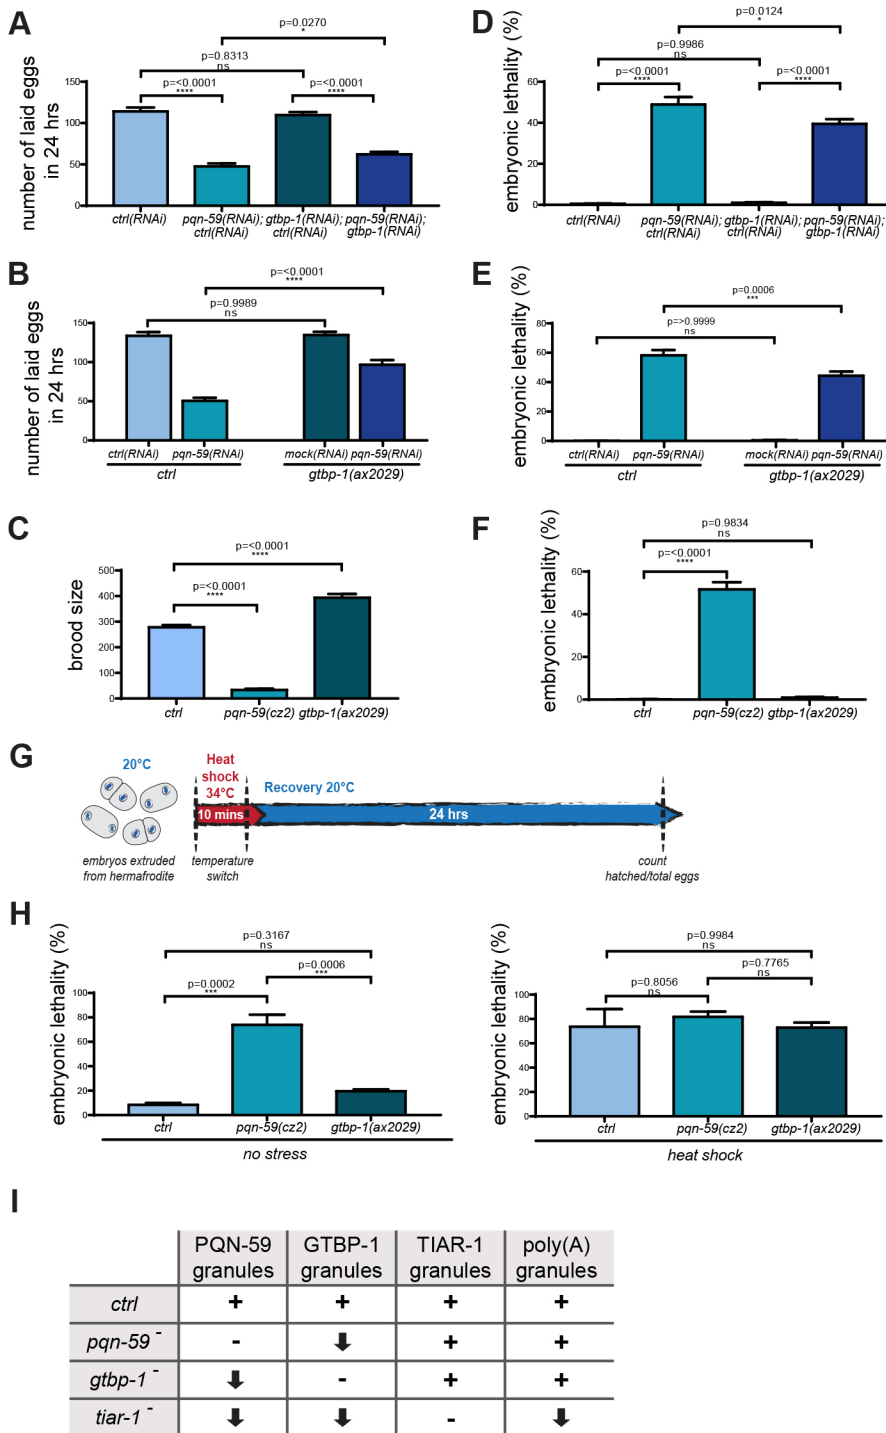 A
p=0.0270
*
p=0.8313
ns
p=<0.0001
****
p=<0.0001
****
number of laid eggs
in 24 hrs
150
100
50
0
ctrl(RNAi)
pqn-59(RNAi);
ctrl(RNAi)
gtbp-1(RNAi);
ctrl(RNAi)
pqn-59(RNAi);
gtbp-1(RNAi)
D
p=0.0124
*
p=0.9986
ns
p=<0.0001
****
p=<0.0001
****
embryonic lethality (%)
60
40
20
0
ctrl(RNAi)
pqn-59(RNAi);
ctrl(RNAi)
gtbp-1(RNAi);
ctrl(RNAi)
pqn-59(RNAi);
gtbp-1(RNAi)
B
p=<0.0001
****
p=0.9989
ns
number of laid eggs
in 24 hrs
150
100
50
0
ctrl(RNAi) pqn-59(RNAi)
mock(RNAi) pqn-59(RNAi)
ctrl
gtbp-1(ax2029)
E
p=0.0006
***
p=>0.9999
ns
embryonic lethality (%)
80
60
40
20
0
ctrl(RNAi) pqn-59(RNAi)
mock(RNAi) pqn-59(RNAi)
ctrl
gtbp-1(ax2029)
C
p=<0.0001
****
p=<0.0001
****
brood size
500
400
300
200
100
0
ctrl
pqn-59(cz2)
gtbp-1(ax2029)
F
p=0.9834
ns
p=<0.0001
****
embryonic lethality (%)
60
40
20
0
ctrl
pqn-59(cz2)
gtbp-1(ax2029)
G
20°C
Heat
shock
34°C
Recovery 20°C
10 mins
24 hrs
embryos extruded
from hermafrodite
temperature
switch
count
hatched/total eggs
H
p=0.3167
ns
p=0.0002
***
p=0.0006
***
embryonic lethality (%)
100
80
60
40
20
0
ctrl
pqn-59(cz2)
gtbp-1(ax2029)
no stress
p=0.9984
ns
p=0.8056
ns
p=0.7765
ns
embryonic lethality (%)
100
80
60
40
20
0
ctrl
pqn-59(cz2)
gtbp-1(ax2029)
heat shock
I
PQN-59
granules
GTBP-1
granules
TIAR-1
granules
poly(A)
granules
ctrl + + + +
pqn-59 - - + +
gtbp-1 - - + +
tiar-1 - -